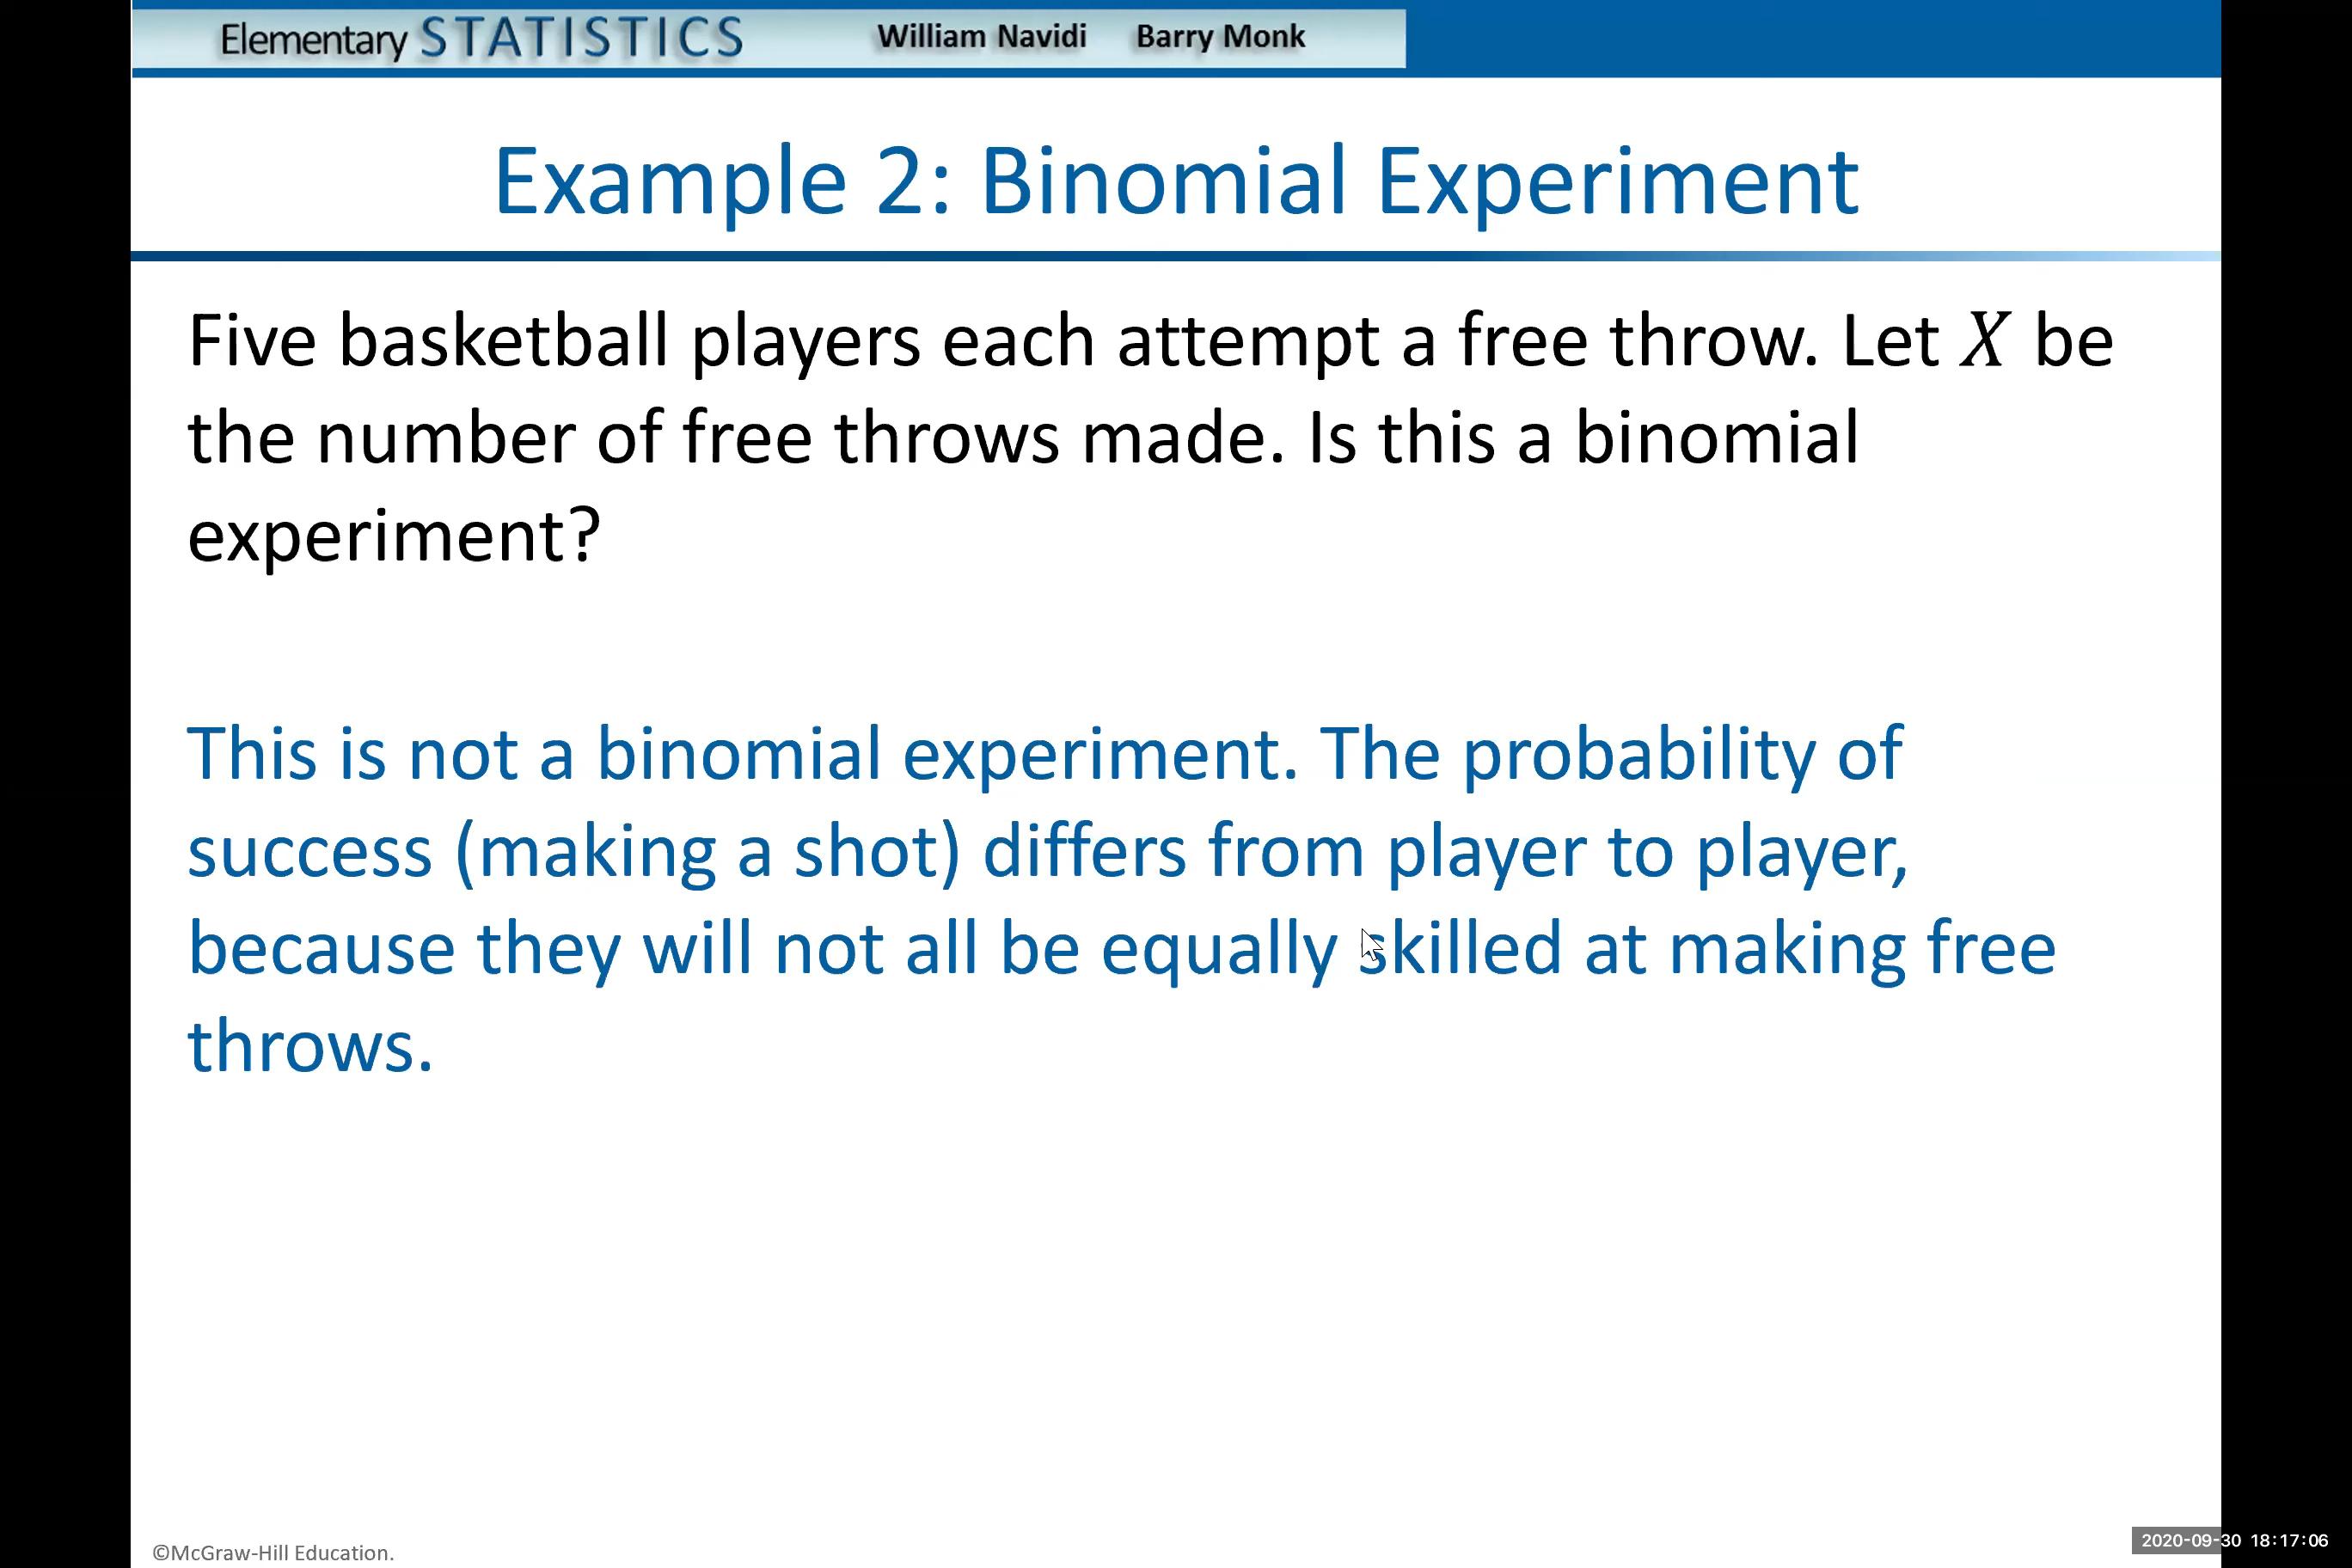 Elementary STATISTICS William Navidi Barry Monk
Example 2: Binomial Experiment
Five basketball players each attempt a free throw. Let X be
the number of free throws made. Is this a binomial
experiment?
This is not a binomial experiment. The probability of
success (making a shot) differs from player to player,
because they will not all be equally skilled at making free
throws.
©McGraw-Hill Education.
2020-09-30 18:17:06